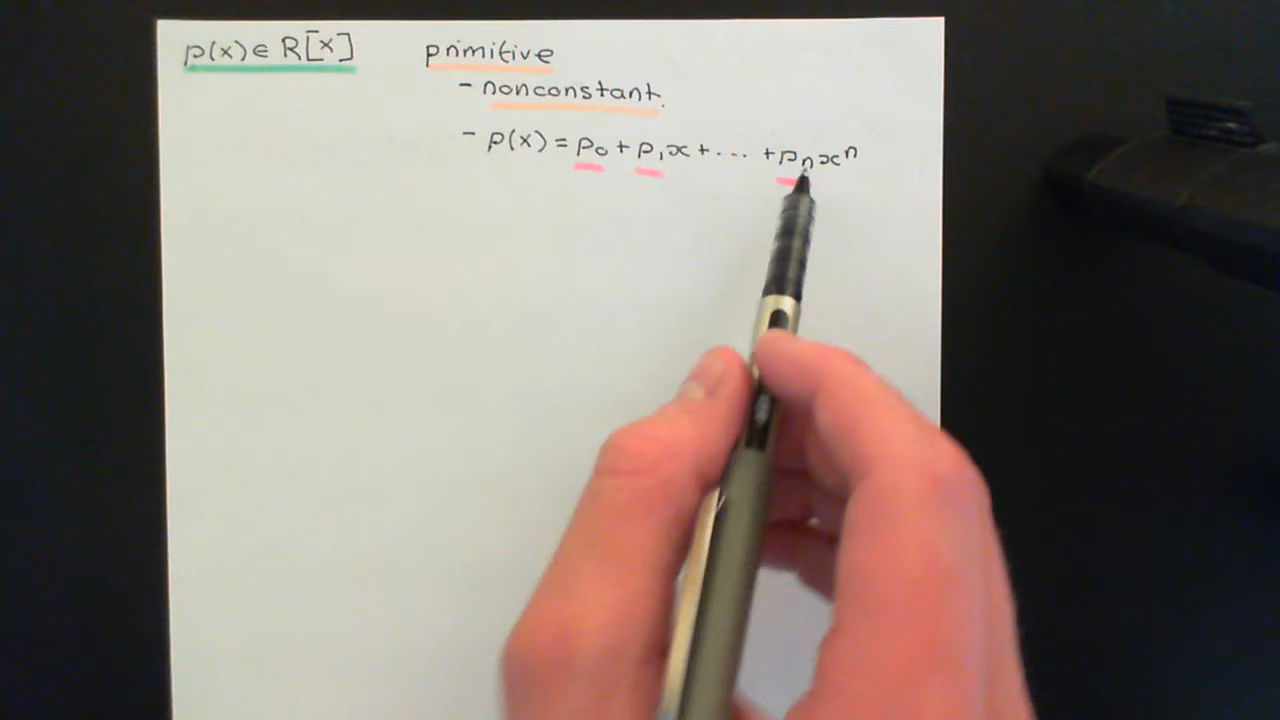 p(x) ∈ R[x] primitive
- nonconstant.
- p(x) = p₀ + p₁x + ... + pₙxⁿ